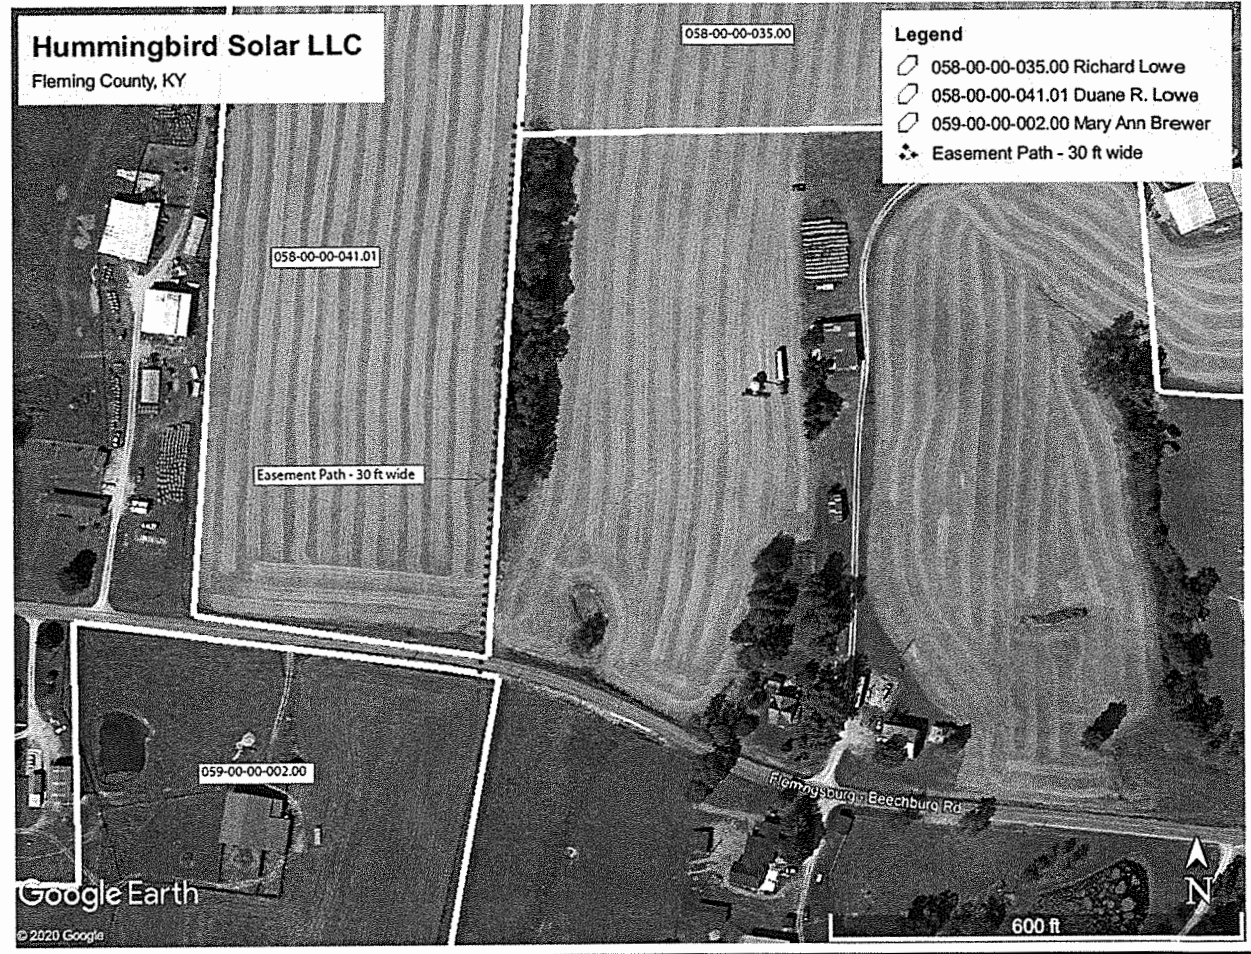 Hummingbird Solar LLC
Fleming County, KY
058-00-00-035.00
Legend
058-00-00-035.00 Richard Lowe
058-00-00-041.01 Duane R. Lowe
059-00-00-002.00 Mary Ann Brewer
Easement Path - 30 ft wide
058-00-00-041.01
Easement Path - 30 ft wide
059-00-00-002.00
Flemingsburg - Beechburg Rd
Google Earth
© 2020 Google
N
600 ft